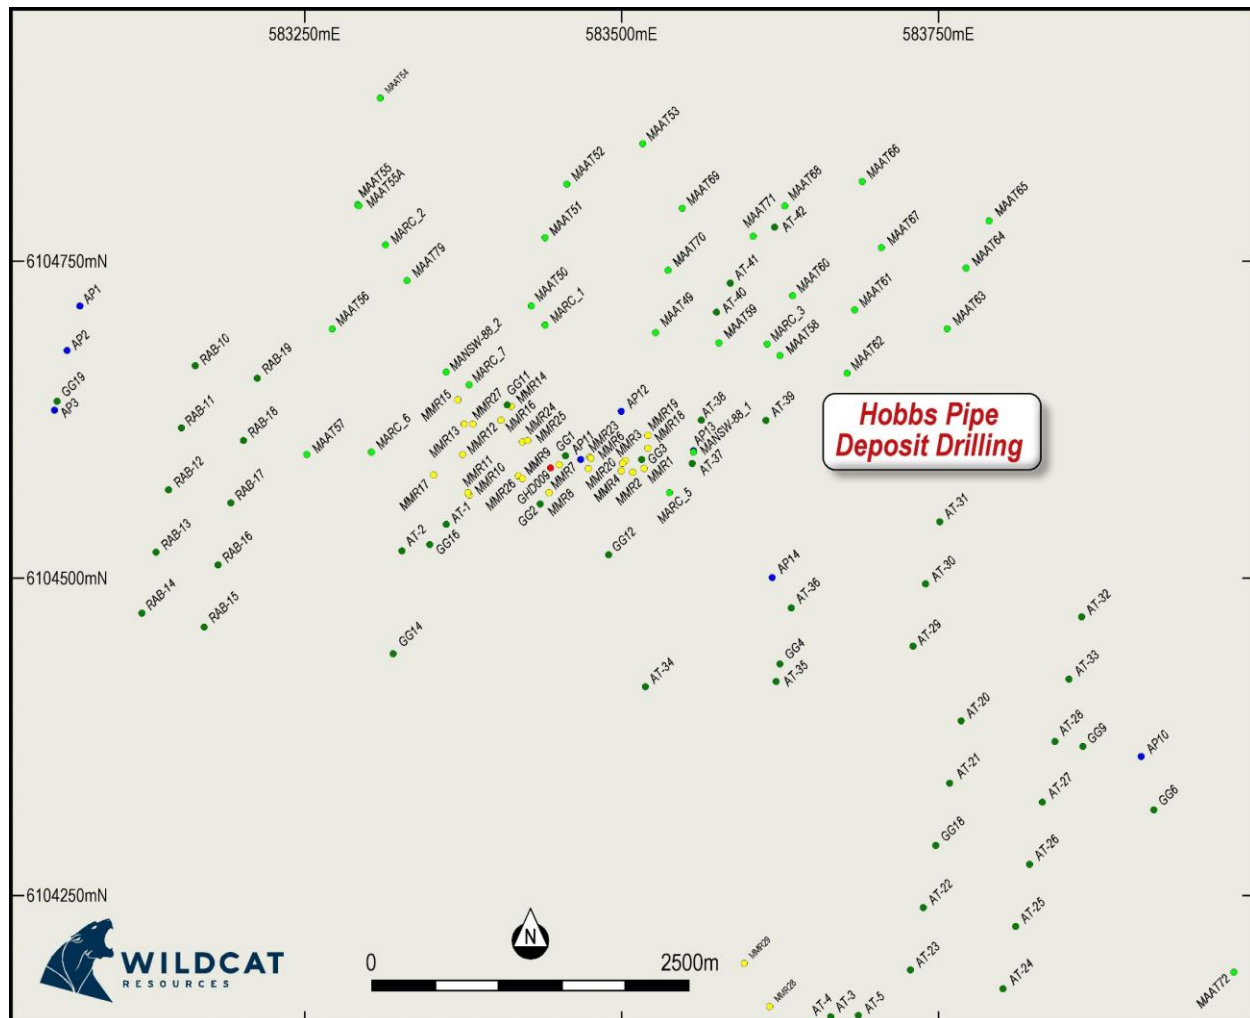 583250mE
583500mE
583750mE
MAAT54
MAAT53
MAAT52
MAAT66
MAAT55
MAAT55A
MAAT69
MAAT68
MAAT65
MAAT51
MAAT71
AT-42
MARC_2
MAAT67
MAAT64
6104750mN
MAAT79
MAAT70
AT-41
MAAT60
AP1
MAAT50
AT-40
MAAT61
MAAT56
MARC_1
MAAT49
MAAT59
MARC_3
MAAT63
AP2
RAB-10
MAAT58
RAB-19
MANSW-88_2
MARC_7
MAAT62
GG19
AP3
MMR15
MMR27
GG11
MMR14
AP12
AT-38
AT-39
Hobbs Pipe
Deposit Drilling
RAB-11
RAB-18
MMR13
MMR12
MMR16
MMR24
MMR25
MMR19
MMR18
AP13
MANSW-88_1
MAAT57
MARC_6
GG1
AP11
MMR23
MMR6
MMR3
GG3
AT-37
RAB-12
RAB-17
MMR17
MMR11
MMR10
MMR26
MMR9
GHD009
MMR7
MMR20
MMR4
MMR2
MMR1
MARC_5
GG2
MMR8
AT-31
AT-1
AT-2
GG16
GG12
RAB-13
RAB-16
6104500mN
AP14
AT-30
RAB-14
RAB-15
AT-36
AT-32
GG14
AT-29
GG4
AT-35
AT-34
AT-33
AT-20
AT-28
GG9
AP10
AT-21
AT-27
GG6
GG18
AT-26
6104250mN
AT-22
AT-25
WILDCAT
RESOURCES
N
0
2500m
MMR29
MMR28
AT-23
AT-24
MAAT72
AT-4
AT-3
AT-5